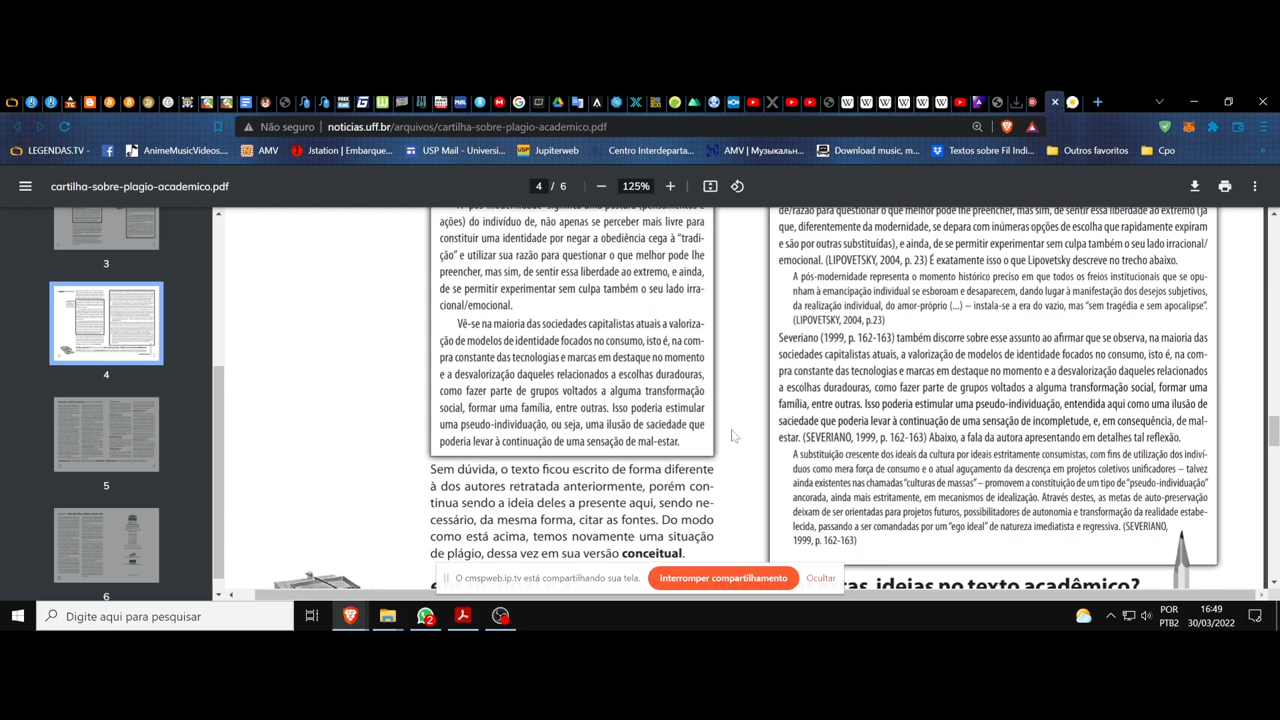 Não seguro
noticias.uff.br/arquivos/cartilha-sobre-plagio-academico.pdf
LEGENDAS.TV
AnimeMusicVideos...
AMV
Jstation | Embarque...
USP Mail - Universi...
Jupiterweb
Centro Interdeparta...
AMV | Музыкальн...
Download music, m...
Textos sobre Fil Indi...
Outros favoritos
Cpo
cartilha-sobre-plagio-academico.pdf
4 / 6
125%
3
4
5
6
ações) do indivíduo de, não apenas se perceber mais livre para
constituir uma identidade por negar a obediência cega à “tradi-
ção” e utilizar sua razão para questionar o que melhor pode lhe
preencher, mas sim, de sentir essa liberdade ao extremo, e ainda,
de se permitir experimentar sem culpa também o seu lado irra-
cional/emocional.
Vê-se na maioria das sociedades capitalistas atuais a valoriza-
ção de modelos de identidade focados no consumo, isto é, na com-
pra constante das tecnologias e marcas em destaque no momento
e a desvalorização daqueles relacionados a escolhas duradouras,
como fazer parte de grupos voltados a alguma transformação
social, formar uma família, entre outras. Isso poderia estimular
uma pseudo-individuação, ou seja, uma ilusão de saciedade que
poderia levar à continuação de uma sensação de mal-estar.
Sem dúvida, o texto ficou escrito de forma diferente
à dos autores retratada anteriormente, porém con-
tinua sendo a ideia deles a presente aqui, sendo ne-
cessário, da mesma forma, citar as fontes. Do modo
como está acima, temos novamente uma situação
de plágio, dessa vez em sua versão conceitual.
de/razão para questionar o que melhor pode lhe preencher, mas sim, de sentir essa liberdade ao extremo (já
que, diferentemente da modernidade, se depara com inúmeras opções de escolha que rapidamente expiram
e são por outras substituídas), e ainda, de se permitir experimentar sem culpa também o seu lado irracional/
emocional. (LIPOVETSKY, 2004, p. 23) É exatamente isso o que Lipovetsky descreve no trecho abaixo.
A pós-modernidade representa o momento histórico preciso em que todos os freios institucionais que se opu-
nham à emancipação individual se esboroam e desaparecem, dando lugar à manifestação dos desejos subjetivos,
da realização individual, do amor-próprio (...) – instala-se a era do vazio, mas “sem tragédia e sem apocalipse”.
(LIPOVETSKY, 2004, p.23)
Severiano (1999, p. 162-163) também discorre sobre esse assunto ao afirmar que se observa, na maioria das
sociedades capitalistas atuais, a valorização de modelos de identidade focados no consumo, isto é, na com-
pra constante das tecnologias e marcas em destaque no momento e a desvalorização daqueles relacionados
a escolhas duradouras, como fazer parte de grupos voltados a alguma transformação social, formar uma
família, entre outras. Isso poderia estimular uma pseudo-individuação, entendida aqui como uma ilusão de
saciedade que poderia levar à continuação de uma sensação de incompletude, e, em consequência, de mal-
estar. (SEVERIANO, 1999, p. 162-163) Abaixo, a fala da autora apresentando em detalhes tal reflexão.
A substituição crescente dos ideais da cultura por ideais estritamente consumistas, com fins de utilização dos indiví-
duos como mera força de consumo e o atual aguçamento da descrença em projetos coletivos unificadores – talvez
ainda existentes nas chamadas “culturas de massas” – promovem a constituição de um tipo de “pseudo-individuação”
ancorada, ainda mais estritamente, em mecanismos de idealização. Através destes, as metas de auto-preservação
deixam de ser orientadas para projetos futuros, possibilitadores de autonomia e transformação da realidade estabe-
lecida, passando a ser comandadas por um “ego ideal” de natureza imediatista e regressiva. (SEVERIANO,
1999, p. 162-163)
ras, ideias no texto acadêmico?
O cmspweb.ip.tv está compartilhando sua tela.
Interromper compartilhamento
Ocultar
Digite aqui para pesquisar
2
POR
PTB2
16:49
30/03/2022